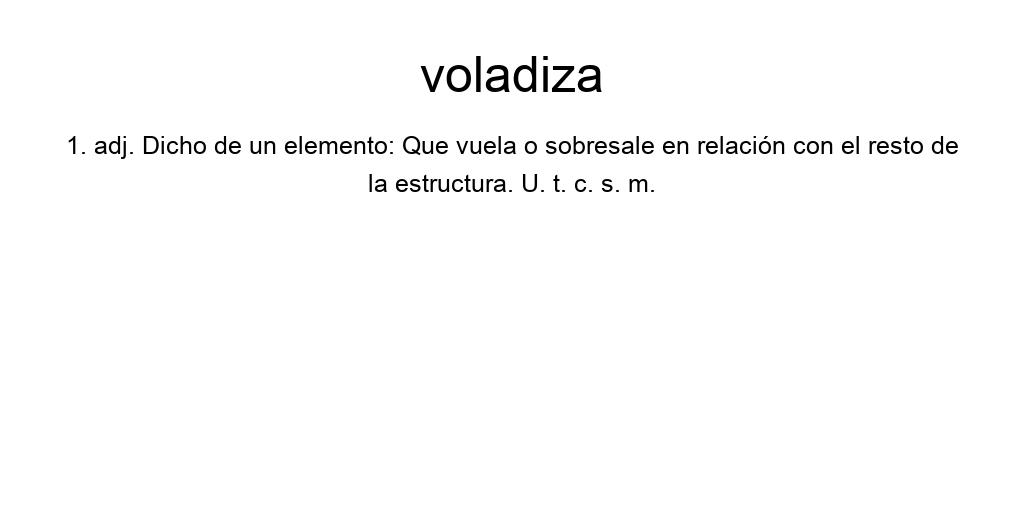 voladiza
1. adj. Dicho de un elemento: Que vuela o sobresale en relación con el resto de
la estructura. U. t. c. s. m.